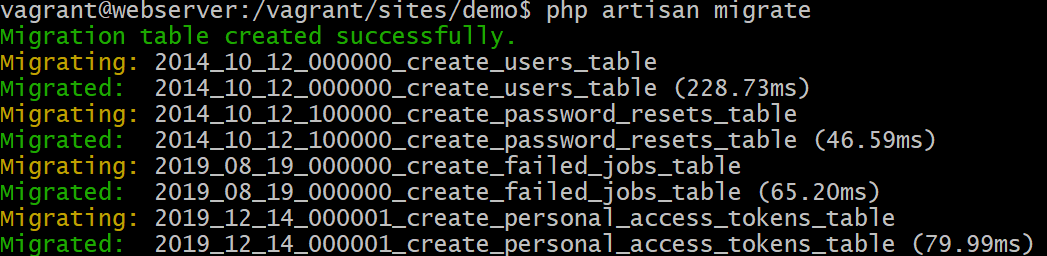 vagrant@webserver:/vagrant/sites/demo$ php artisan migrate
Migration table created successfully.
Migrating: 2014_10_12_000000_create_users_table
Migrated:  2014_10_12_000000_create_users_table (228.73ms)
Migrating: 2014_10_12_100000_create_password_resets_table
Migrated:  2014_10_12_100000_create_password_resets_table (46.59ms)
Migrating: 2019_08_19_000000_create_failed_jobs_table
Migrated:  2019_08_19_000000_create_failed_jobs_table (65.20ms)
Migrating: 2019_12_14_000001_create_personal_access_tokens_table
Migrated:  2019_12_14_000001_create_personal_access_tokens_table (79.99ms)